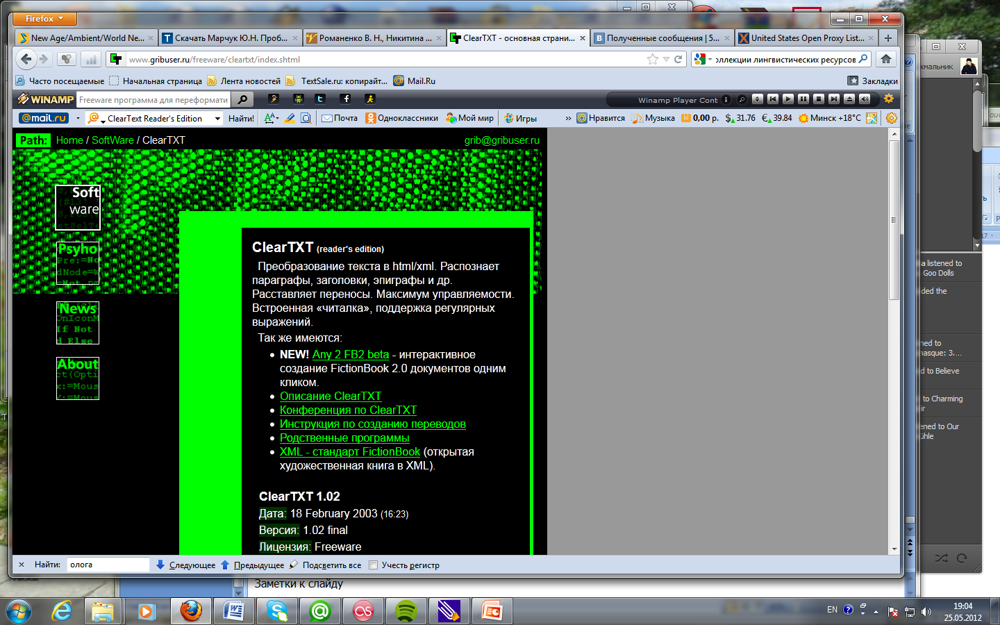 Firefox
New Age/Ambient/World Ne...
Скачать Марчук Ю.Н. Проб...
Романенко В. Н., Никитина ...
ClearTXT - основная страни...
Полученные сообщения | 5...
United States Open Proxy List...
www.gribuser.ru/freeware/cleartxt/index.shtml
оллекции лингвистических ресурсов
Часто посещаемые
Начальная страница
Лента новостей
TextSale.ru: копирайт...
Mail.Ru
Закладки
WINAMP
Freeware программа для переформати
Winamp Player Cont
@mail.ru
ClearText Reader's Edition
Найти!
Почта
Одноклассники
Мой мир
Игры
»
Нравится
Музыка
0,00 р.
$ 31.76
€ 39.84
Минск +18°C
Path: Home / SoftWare / ClearTXT
grib@gribuser.ru
Soft
ware
Psyho
News
About
ClearTXT (reader's edition)
Преобразование текста в html/xml. Распознает
параграфы, заголовки, эпиграфы и др.
Расставляет переносы. Максимум управляемости.
Встроенная «читалка», поддержка регулярных
выражений.
Так же имеются:
NEW! Any 2 FB2 beta - интерактивное
создание FictionBook 2.0 документов одним
кликом.
Описание ClearTXT
Конференция по ClearTXT
Инструкция по созданию переводов
Родственные программы
XML - стандарт FictionBook (открытая
художественная книга в XML).
ClearTXT 1.02
Дата: 18 February 2003 (16:23)
Версия: 1.02 final
Лицензия: Freeware
Найти:
олога
Следующее
Предыдущее
Подсветить все
Учесть регистр
хмальник
a listened to
Goo Dolls
ded the
ned to
nasque: 3....
d to Believe
to Charming
ened to Our
Заметки к слайду
EN
19:04
25.05.2012